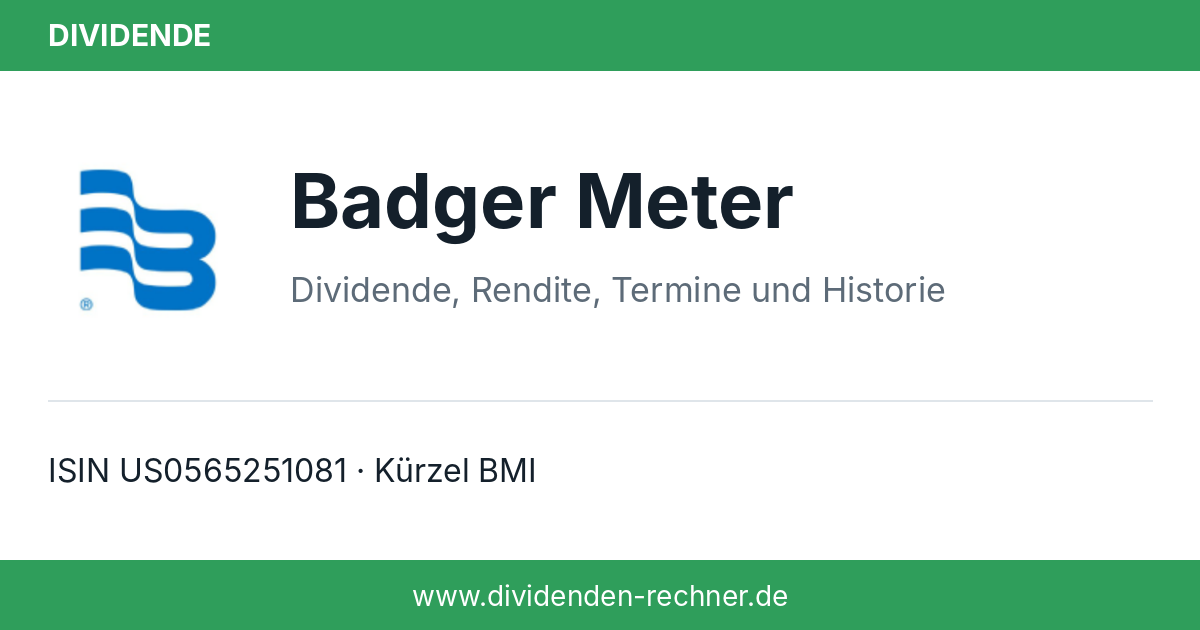 DIVIDENDE
Badger Meter
Dividende, Rendite, Termine und Historie
®
ISIN US0565251081 · Kürzel BMI
www.dividenden-rechner.de